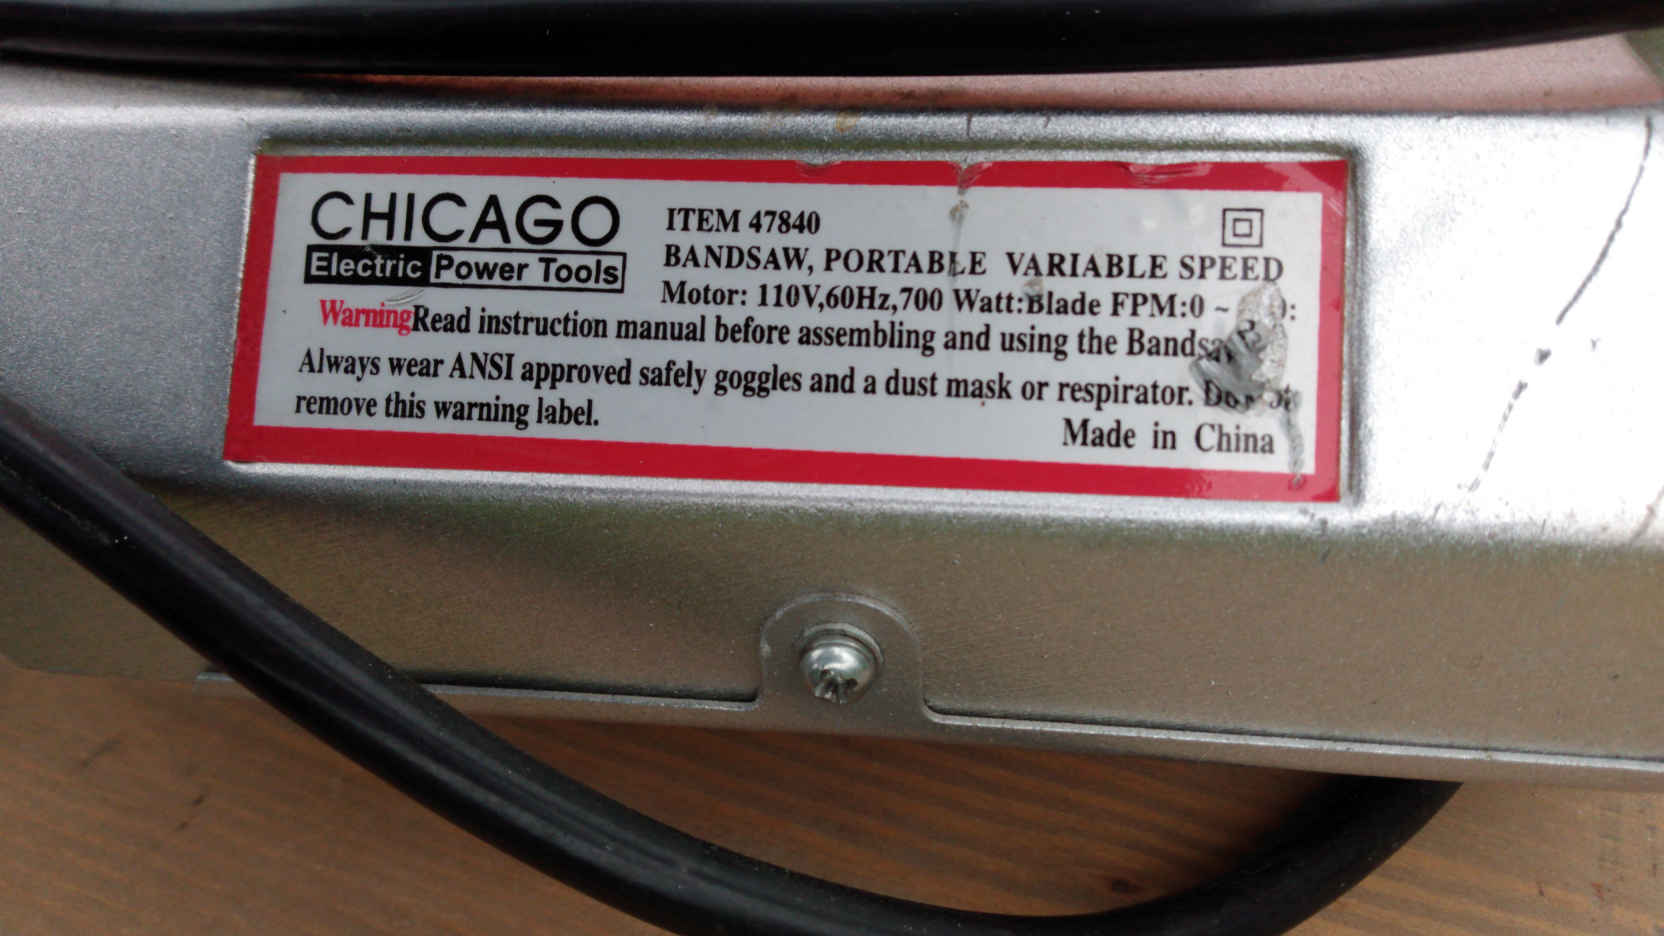 CHICAGO
Electric Power Tools
ITEM 47840
BANDSAW, PORTABLE VARIABLE SPEED
Motor: 110V,60Hz,700 Watt:Blade FPM:0 ~
Warning Read instruction manual before assembling and using the
Always wear ANSI approved safely goggles and a dust mask or respirator.
remove this warning label.
Made in China